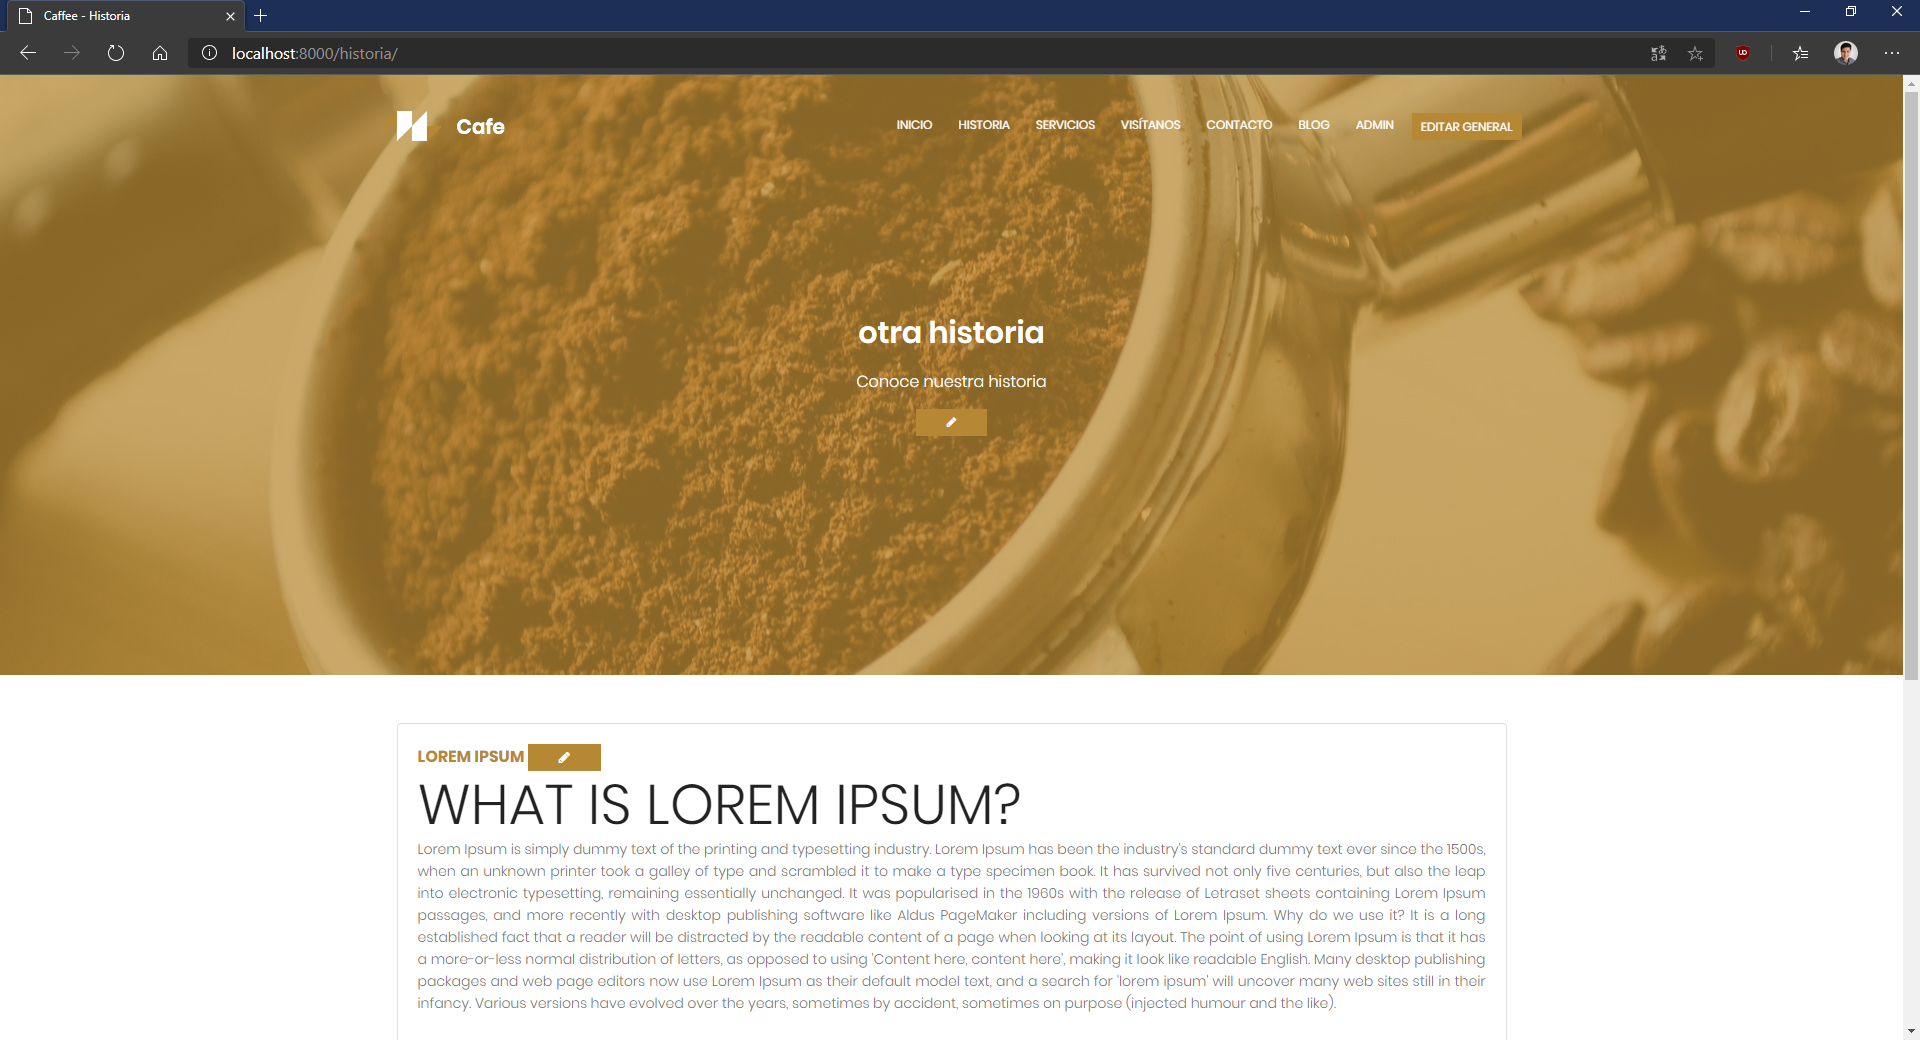 Caffee - Historia
localhost:8000/historia/
Cafe
INICIO HISTORIA SERVICIOS VISÍTANOS CONTACTO BLOG ADMIN EDITAR GENERAL
otra historia
Conoce nuestra historia
LOREM IPSUM
WHAT IS LOREM IPSUM?
Lorem Ipsum is simply dummy text of the printing and typesetting industry. Lorem Ipsum has been the industry's standard dummy text ever since the 1500s,
when an unknown printer took a galley of type and scrambled it to make a type specimen book. It has survived not only five centuries, but also the leap
into electronic typesetting, remaining essentially unchanged. It was popularised in the 1960s with the release of Letraset sheets containing Lorem Ipsum
passages, and more recently with desktop publishing software like Aldus PageMaker including versions of Lorem Ipsum. Why do we use it? It is a long
established fact that a reader will be distracted by the readable content of a page when looking at its layout. The point of using Lorem Ipsum is that it has
a more-or-less normal distribution of letters, as opposed to using 'Content here, content here', making it look like readable English. Many desktop publishing
packages and web page editors now use Lorem Ipsum as their default model text, and a search for 'lorem ipsum' will uncover many web sites still in their
infancy. Various versions have evolved over the years, sometimes by accident, sometimes on purpose (injected humour and the like).